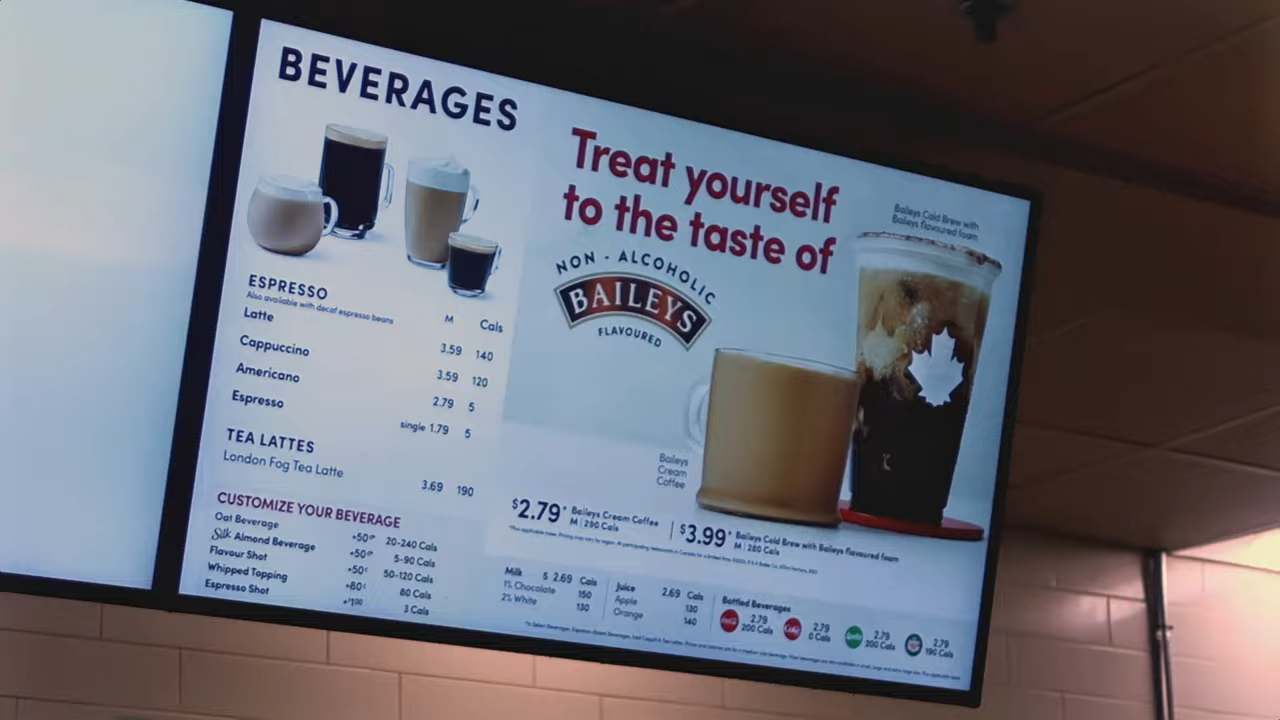 BEVERAGES
ESPRESSO
Also available with decaf espresso beans
M Cals
Latte 3.59 140
Cappuccino 3.59 120
Americano 2.79 5
Espresso single 1.79 5
TEA LATTES
London Fog Tea Latte 3.69 190
CUSTOMIZE YOUR BEVERAGE
Oat Beverage +50¢ 20-240 Cals
Silk Almond Beverage +50¢ 5-90 Cals
Flavour Shot +50¢ 50-120 Cals
Whipped Topping +80¢ 80 Cals
Espresso Shot +$1.00 3 Cals
Treat yourself
to the taste of
NON - ALCOHOLIC
BAILEYS
FLAVOURED
Baileys Cold Brew with
Baileys flavoured foam
Baileys
Cream
Coffee
$2.79* Baileys Cream Coffee
M | 290 Cals
$3.99* Baileys Cold Brew with Baileys flavoured foam
M | 280 Cals
Milk $ 2.69 Cals
1% Chocolate 150
2% White 130
Juice 2.69 Cals
Apple 130
Orange 140
Bottled Beverages
2.79
200 Cals
2.79
0 Cals
2.79
200 Cals
2.79
190 Cals